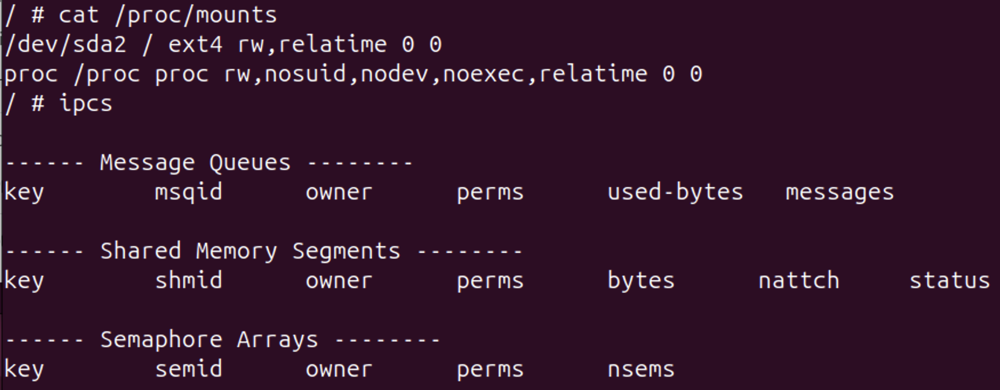 / # cat /proc/mounts
/dev/sda2 / ext4 rw,relatime 0 0
proc /proc proc rw,nosuid,nodev,noexec,relatime 0 0
/ # ipcs
------ Message Queues --------
key        msqid      owner      perms      used-bytes   messages
------ Shared Memory Segments --------
key        shmid      owner      perms      bytes      nattch     status
------ Semaphore Arrays --------
key        semid      owner      perms      nsems